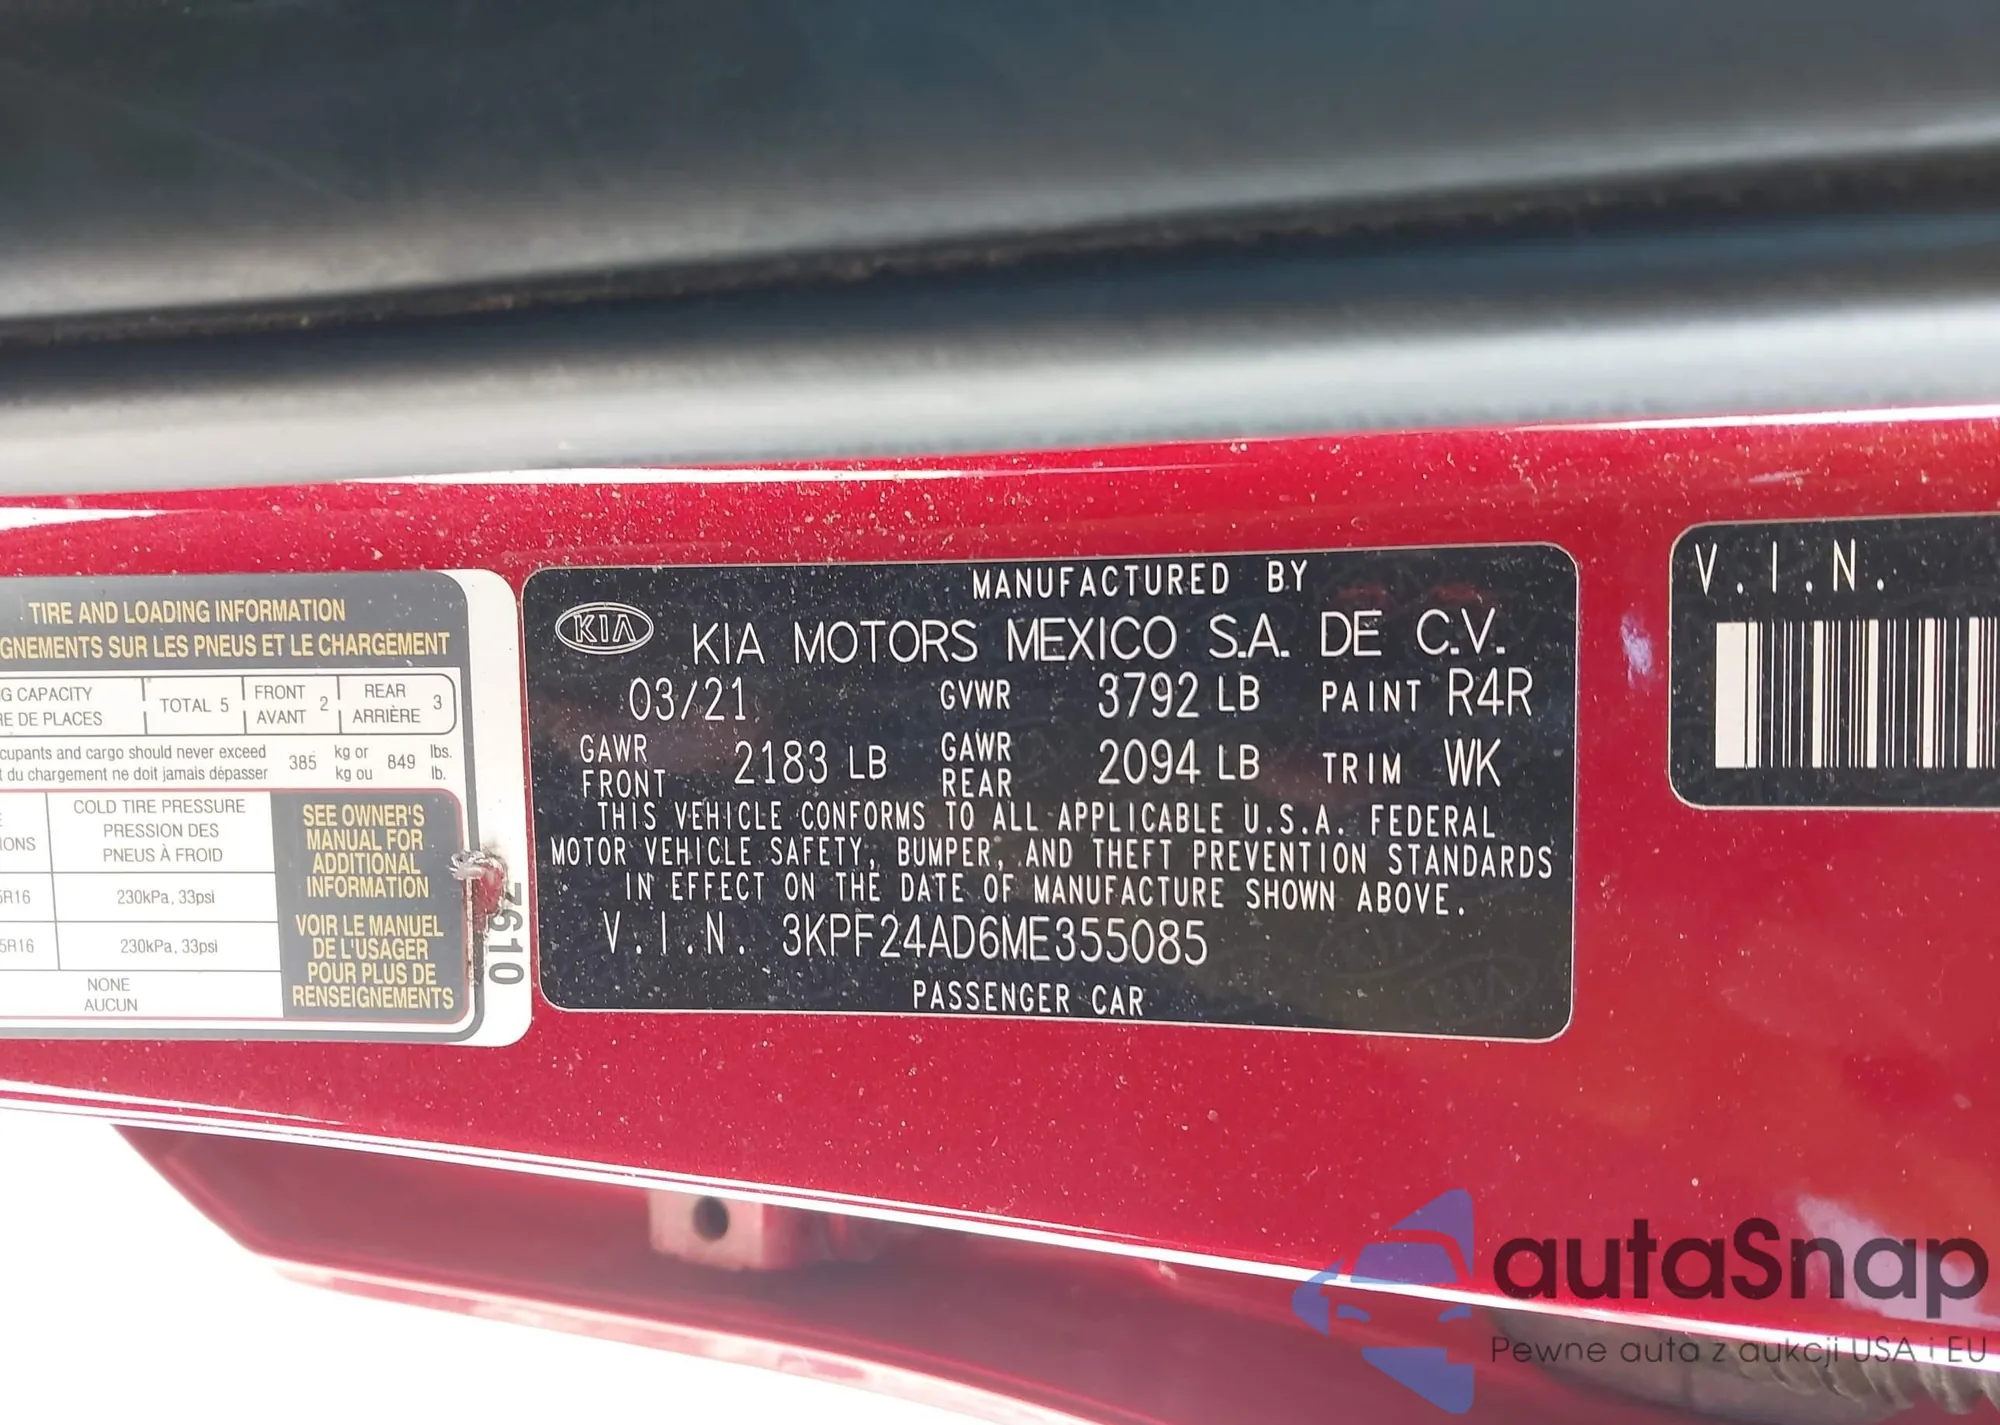 TIRE AND LOADING INFORMATION
GNEMENTS SUR LES PNEUS ET LE CHARGEMENT
G CAPACITY
RE DE PLACES
TOTAL 5
FRONT
AVANT
2
REAR
ARRIÈRE
3
cupants and cargo should never exceed
t du chargement ne doit jamais dépasser
385
kg or
kg ou
849
lbs.
lb.
IONS
COLD TIRE PRESSURE
PRESSION DES
PNEUS À FROID
5R16
230kPa, 33psi
5R16
230kPa, 33psi
NONE
AUCUN
SEE OWNER'S
MANUAL FOR
ADDITIONAL
INFORMATION
VOIR LE MANUEL
DE L'USAGER
POUR PLUS DE
RENSEIGNEMENTS
7610
MANUFACTURED BY
KIA
KIA MOTORS MEXICO S.A. DE C.V.
03/21 GVWR 3792 LB PAINT R4R
GAWR FRONT 2183 LB GAWR REAR 2094 LB TRIM WK
THIS VEHICLE CONFORMS TO ALL APPLICABLE U.S.A. FEDERAL
MOTOR VEHICLE SAFETY, BUMPER, AND THEFT PREVENTION STANDARDS
IN EFFECT ON THE DATE OF MANUFACTURE SHOWN ABOVE.
V.I.N. 3KPF24AD6ME355085
PASSENGER CAR
V.I.N.
autaSnap
Pewne auta z aukcji USA i EU